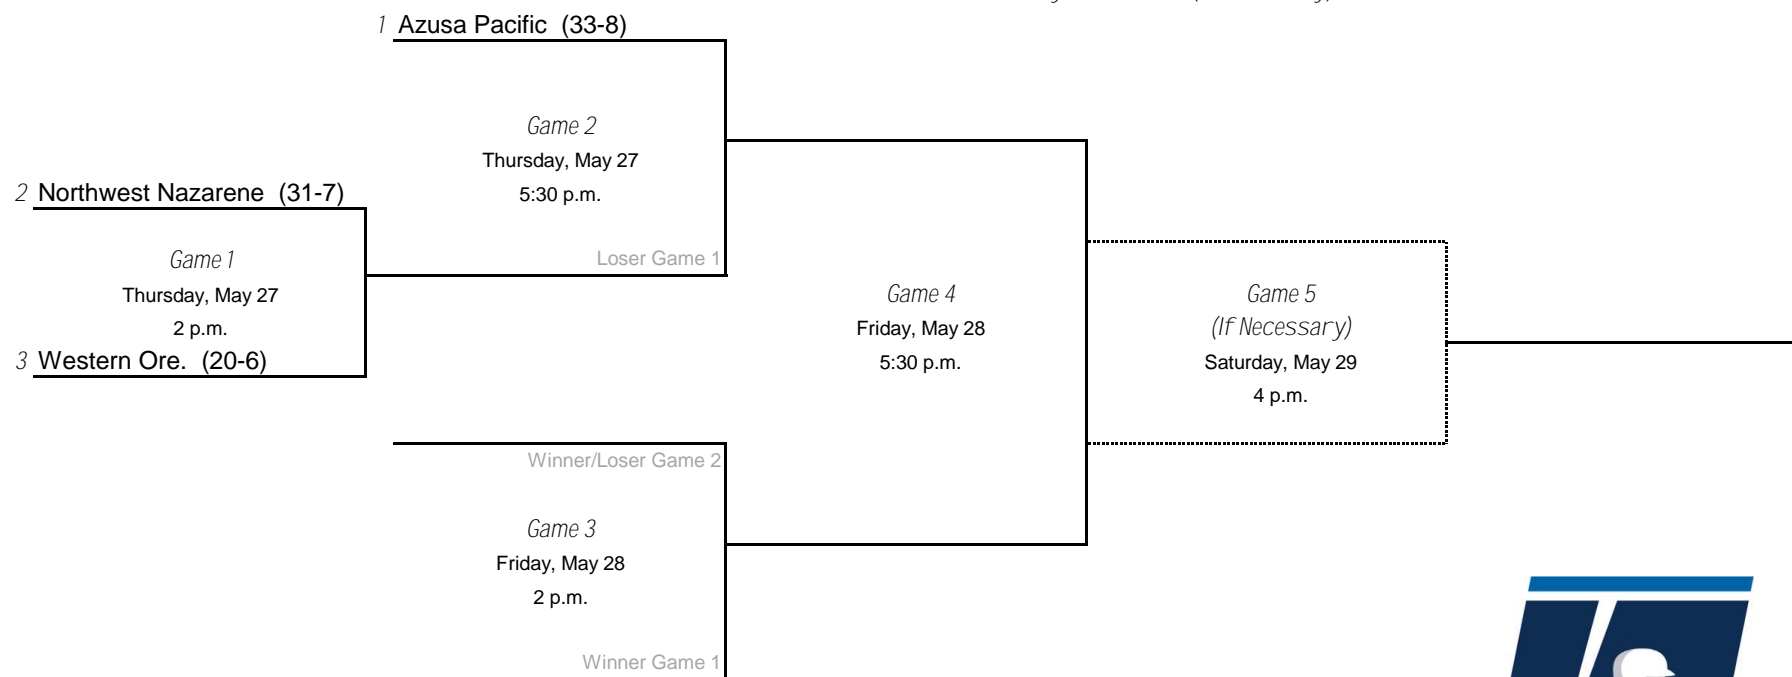 1 Azusa Pacific (33-8)
Game 2
Thursday, May 27
5:30 p.m.
Loser Game 1
2 Northwest Nazarene (31-7)
Game 1
Thursday, May 27
2 p.m.
3 Western Ore. (20-6)
Game 4
Friday, May 28
5:30 p.m.
Game 5
(If Necessary)
Saturday, May 29
4 p.m.
Winner/Loser Game 2
Game 3
Friday, May 28
2 p.m.
Winner Game 1